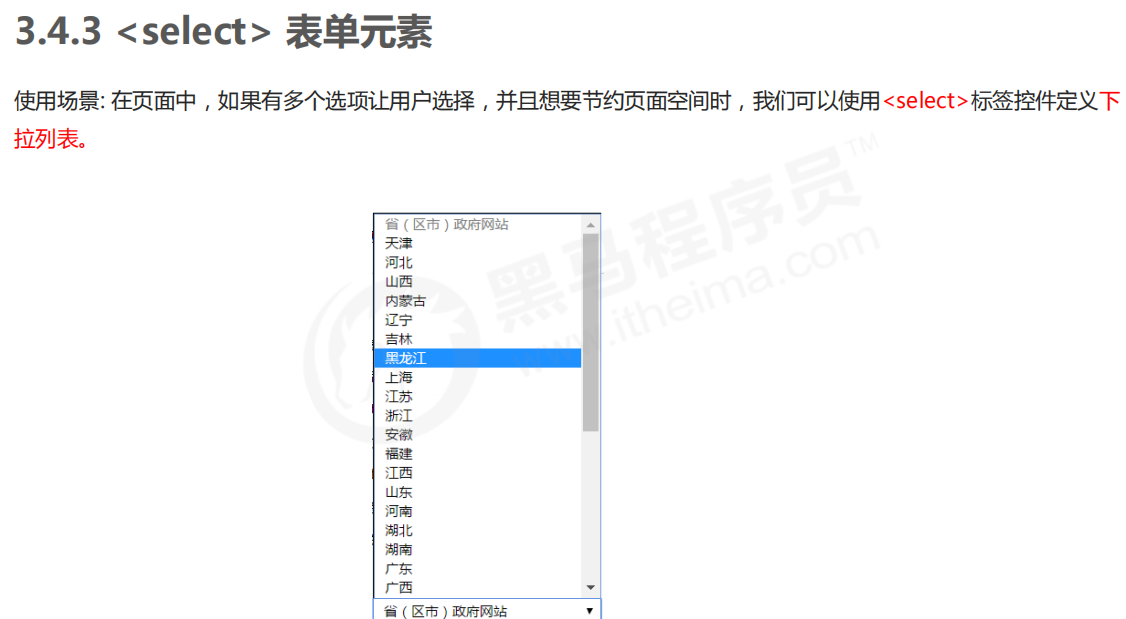 3.4.3 <select> 表单元素
使用场景: 在页面中，如果有多个选项让用户选择，并且想要节约页面空间时，我们可以使用<select>标签控件定义下
拉列表。
黑马程序员™
www.itheima.com
省（区市）政府网站
天津
河北
山西
内蒙古
辽宁
吉林
黑龙江
上海
江苏
浙江
安徽
福建
江西
山东
河南
湖北
湖南
广东
广西
省（区市）政府网站